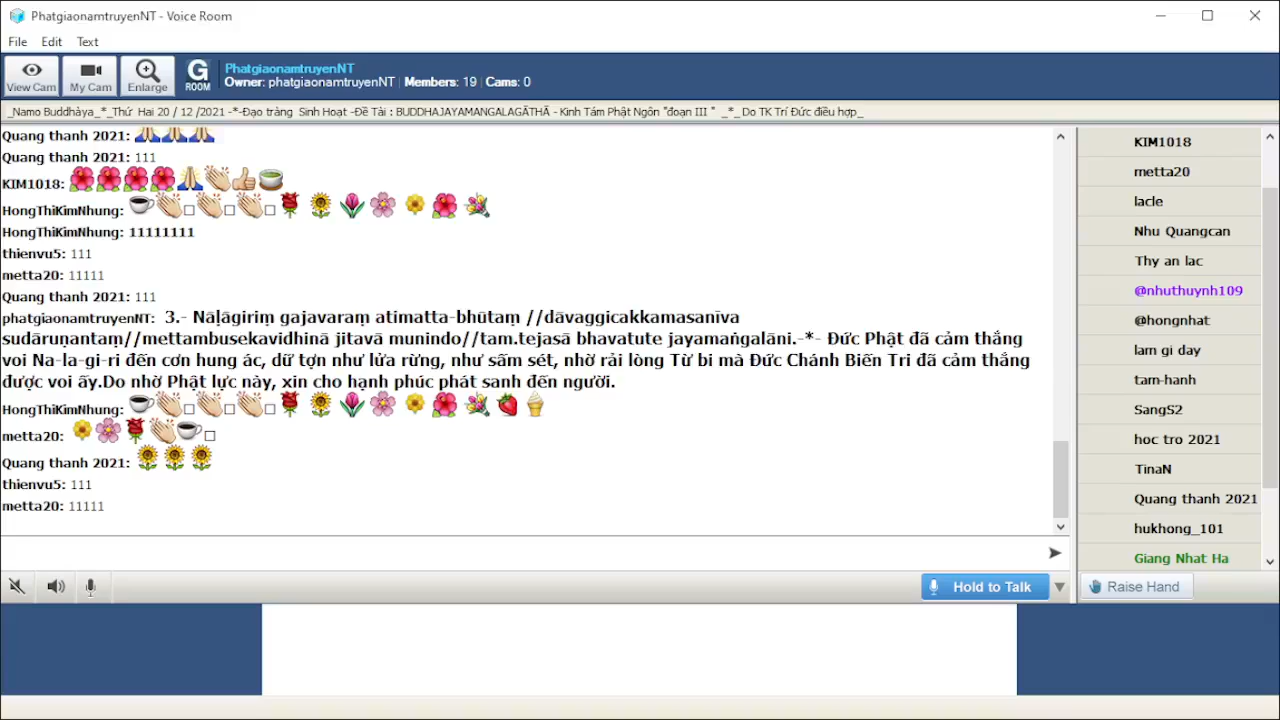 PhatgiaonamtruyenNT - Voice Room
File Edit Text
View Cam My Cam Enlarge G ROOM
PhatgiaonamtruyenNT
Owner: phatgiaonamtruyenNT Members: 19 Cams: 0
_Namo Buddhàya_*_Thứ Hai 20 / 12 /2021 -*-Đạo tràng Sinh Hoạt -Đề Tài : BUDDHAJAYAMANGALAGĀTHĀ - Kinh Tám Phật Ngôn "đoạn III " _*_ Do TK Trí Đức điều hợp_
Quang thanh 2021: 🙏🙏🙏
Quang thanh 2021: 111
KIM1018: 🌺🌺🌺🌺🙏👏👍🍵
HongThiKimNhung: ☕👏□👏□👏□🌹🌻🌷🌸🌼🌺💐
HongThiKimNhung: 11111111
thienvu5: 111
metta20: 11111
Quang thanh 2021: 111
phatgiaonamtruyenNT: 3.- Nāḷāgiriṃ gajavaraṃ atimatta-bhūtaṃ //dāvaggicakkamasanīva
sudāruṇantaṃ//mettambusekavidhinā jitavā munindo//tam.tejasā bhavatute jayamaṅgalāni.-*- Đức Phật đã cảm thắng
voi Na-la-gi-ri đến cơn hung ác, dữ tợn như lửa rừng, như sấm sét, nhờ rải lòng Từ bi mà Đức Chánh Biến Tri đã cảm thắng
được voi ấy.Do nhờ Phật lực này, xin cho hạnh phúc phát sanh đến người.
HongThiKimNhung: ☕👏□👏□👏□🌹🌻🌷🌸🌼🌺💐🍓🍦
metta20: 🌼🌸🌹👏☕□
Quang thanh 2021: 🌻🌻🌻
thienvu5: 111
metta20: 11111
KIM1018
metta20
lacle
Nhu Quangcan
Thy an lac
@nhuthuynh109
@hongnhat
lam gi day
tam-hanh
SangS2
hoc tro 2021
TinaN
Quang thanh 2021
hukhong_101
Giang Nhat Ha
Hold to Talk
Raise Hand